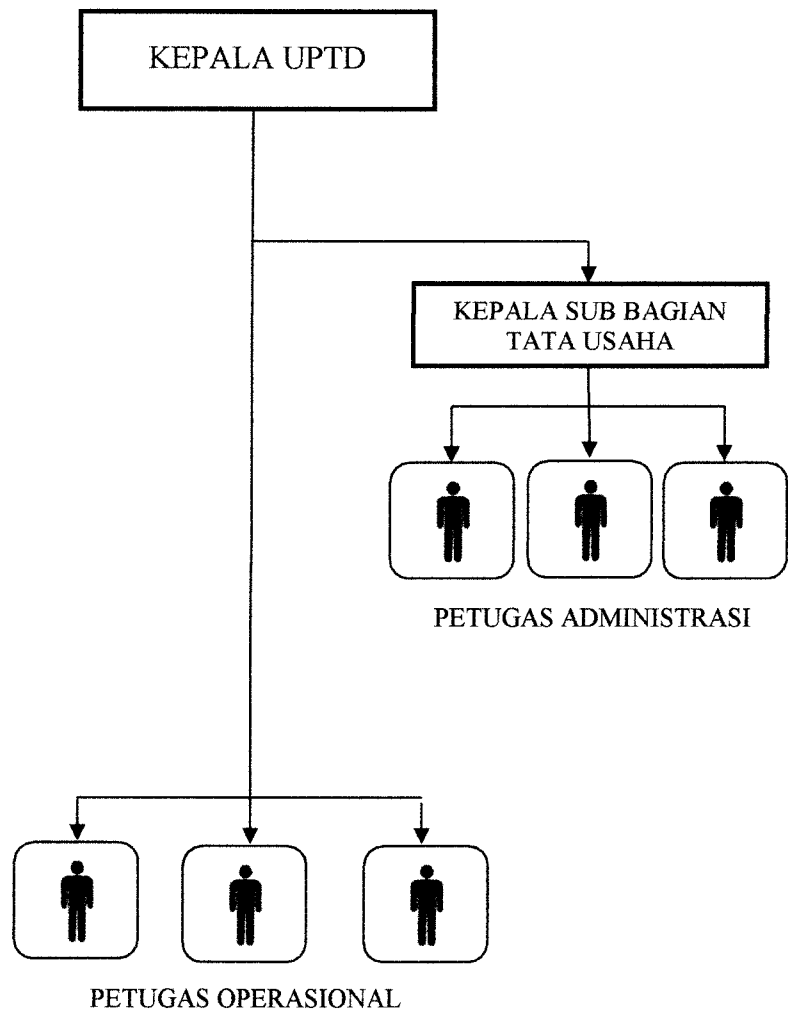 KEPALA UPTD
KEPALA SUB BAGIAN
TATA USAHA
PETUGAS ADMINISTRASI
PETUGAS OPERASIONAL